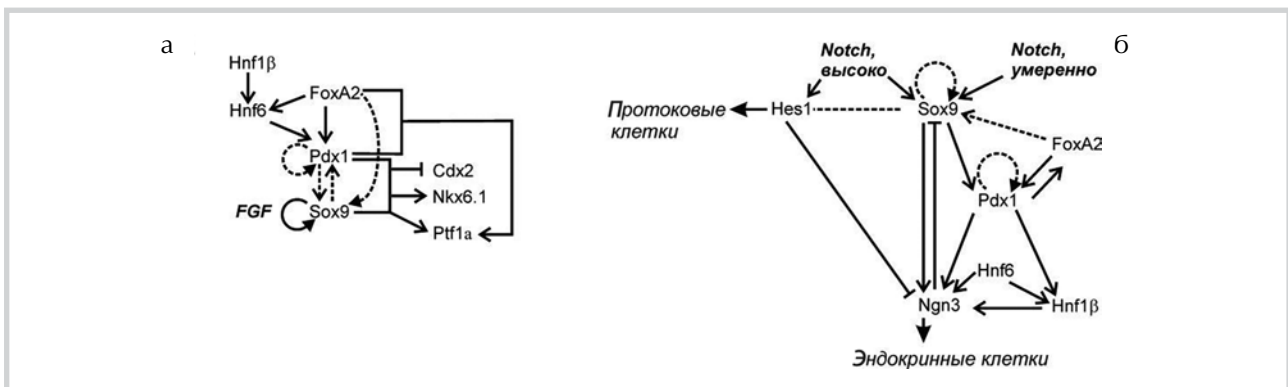 а
Hnf1β
Hnf6
FoxA2
Pdx1
Cdx2
Nkx6.1
FGF
Sox9
Ptf1a
б
Notch,
высоко
Notch,
умеренно
Протоковые
клетки
Hes1
Sox9
FoxA2
Pdx1
Hnf6
Ngn3
Hnf1β
Эндокринные клетки